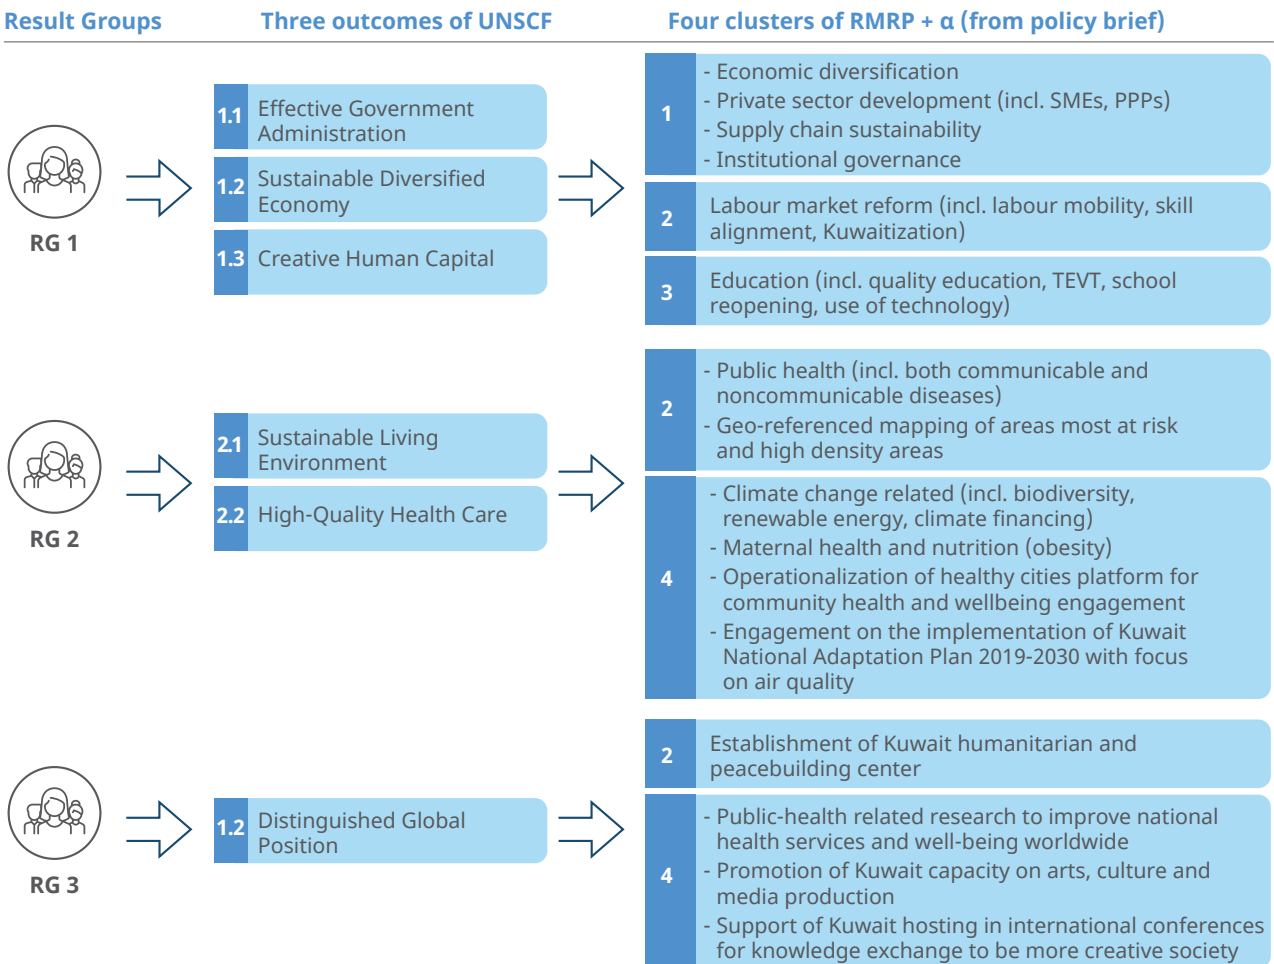 Result Groups
Three outcomes of UNSCF
Four clusters of RMRP + α (from policy brief)
RG 1
1.1
Effective Government
Administration
1.2
Sustainable Diversified
Economy
1.3
Creative Human Capital
1
- Economic diversification
- Private sector development (incl. SMEs, PPPs)
- Supply chain sustainability
- Institutional governance
2
Labour market reform (incl. labour mobility, skill
alignment, Kuwaitization)
3
Education (incl. quality education, TEVT, school
reopening, use of technology)
RG 2
2.1
Sustainable Living
Environment
2.2
High-Quality Health Care
2
- Public health (incl. both communicable and
noncommunicable diseases)
- Geo-referenced mapping of areas most at risk
and high density areas
4
- Climate change related (incl. biodiversity,
renewable energy, climate financing)
- Maternal health and nutrition (obesity)
- Operationalization of healthy cities platform for
community health and wellbeing engagement
- Engagement on the implementation of Kuwait
National Adaptation Plan 2019-2030 with focus
on air quality
RG 3
1.2
Distinguished Global
Position
2
Establishment of Kuwait humanitarian and
peacebuilding center
4
- Public-health related research to improve national
health services and well-being worldwide
- Promotion of Kuwait capacity on arts, culture and
media production
- Support of Kuwait hosting in international conferences
for knowledge exchange to be more creative society